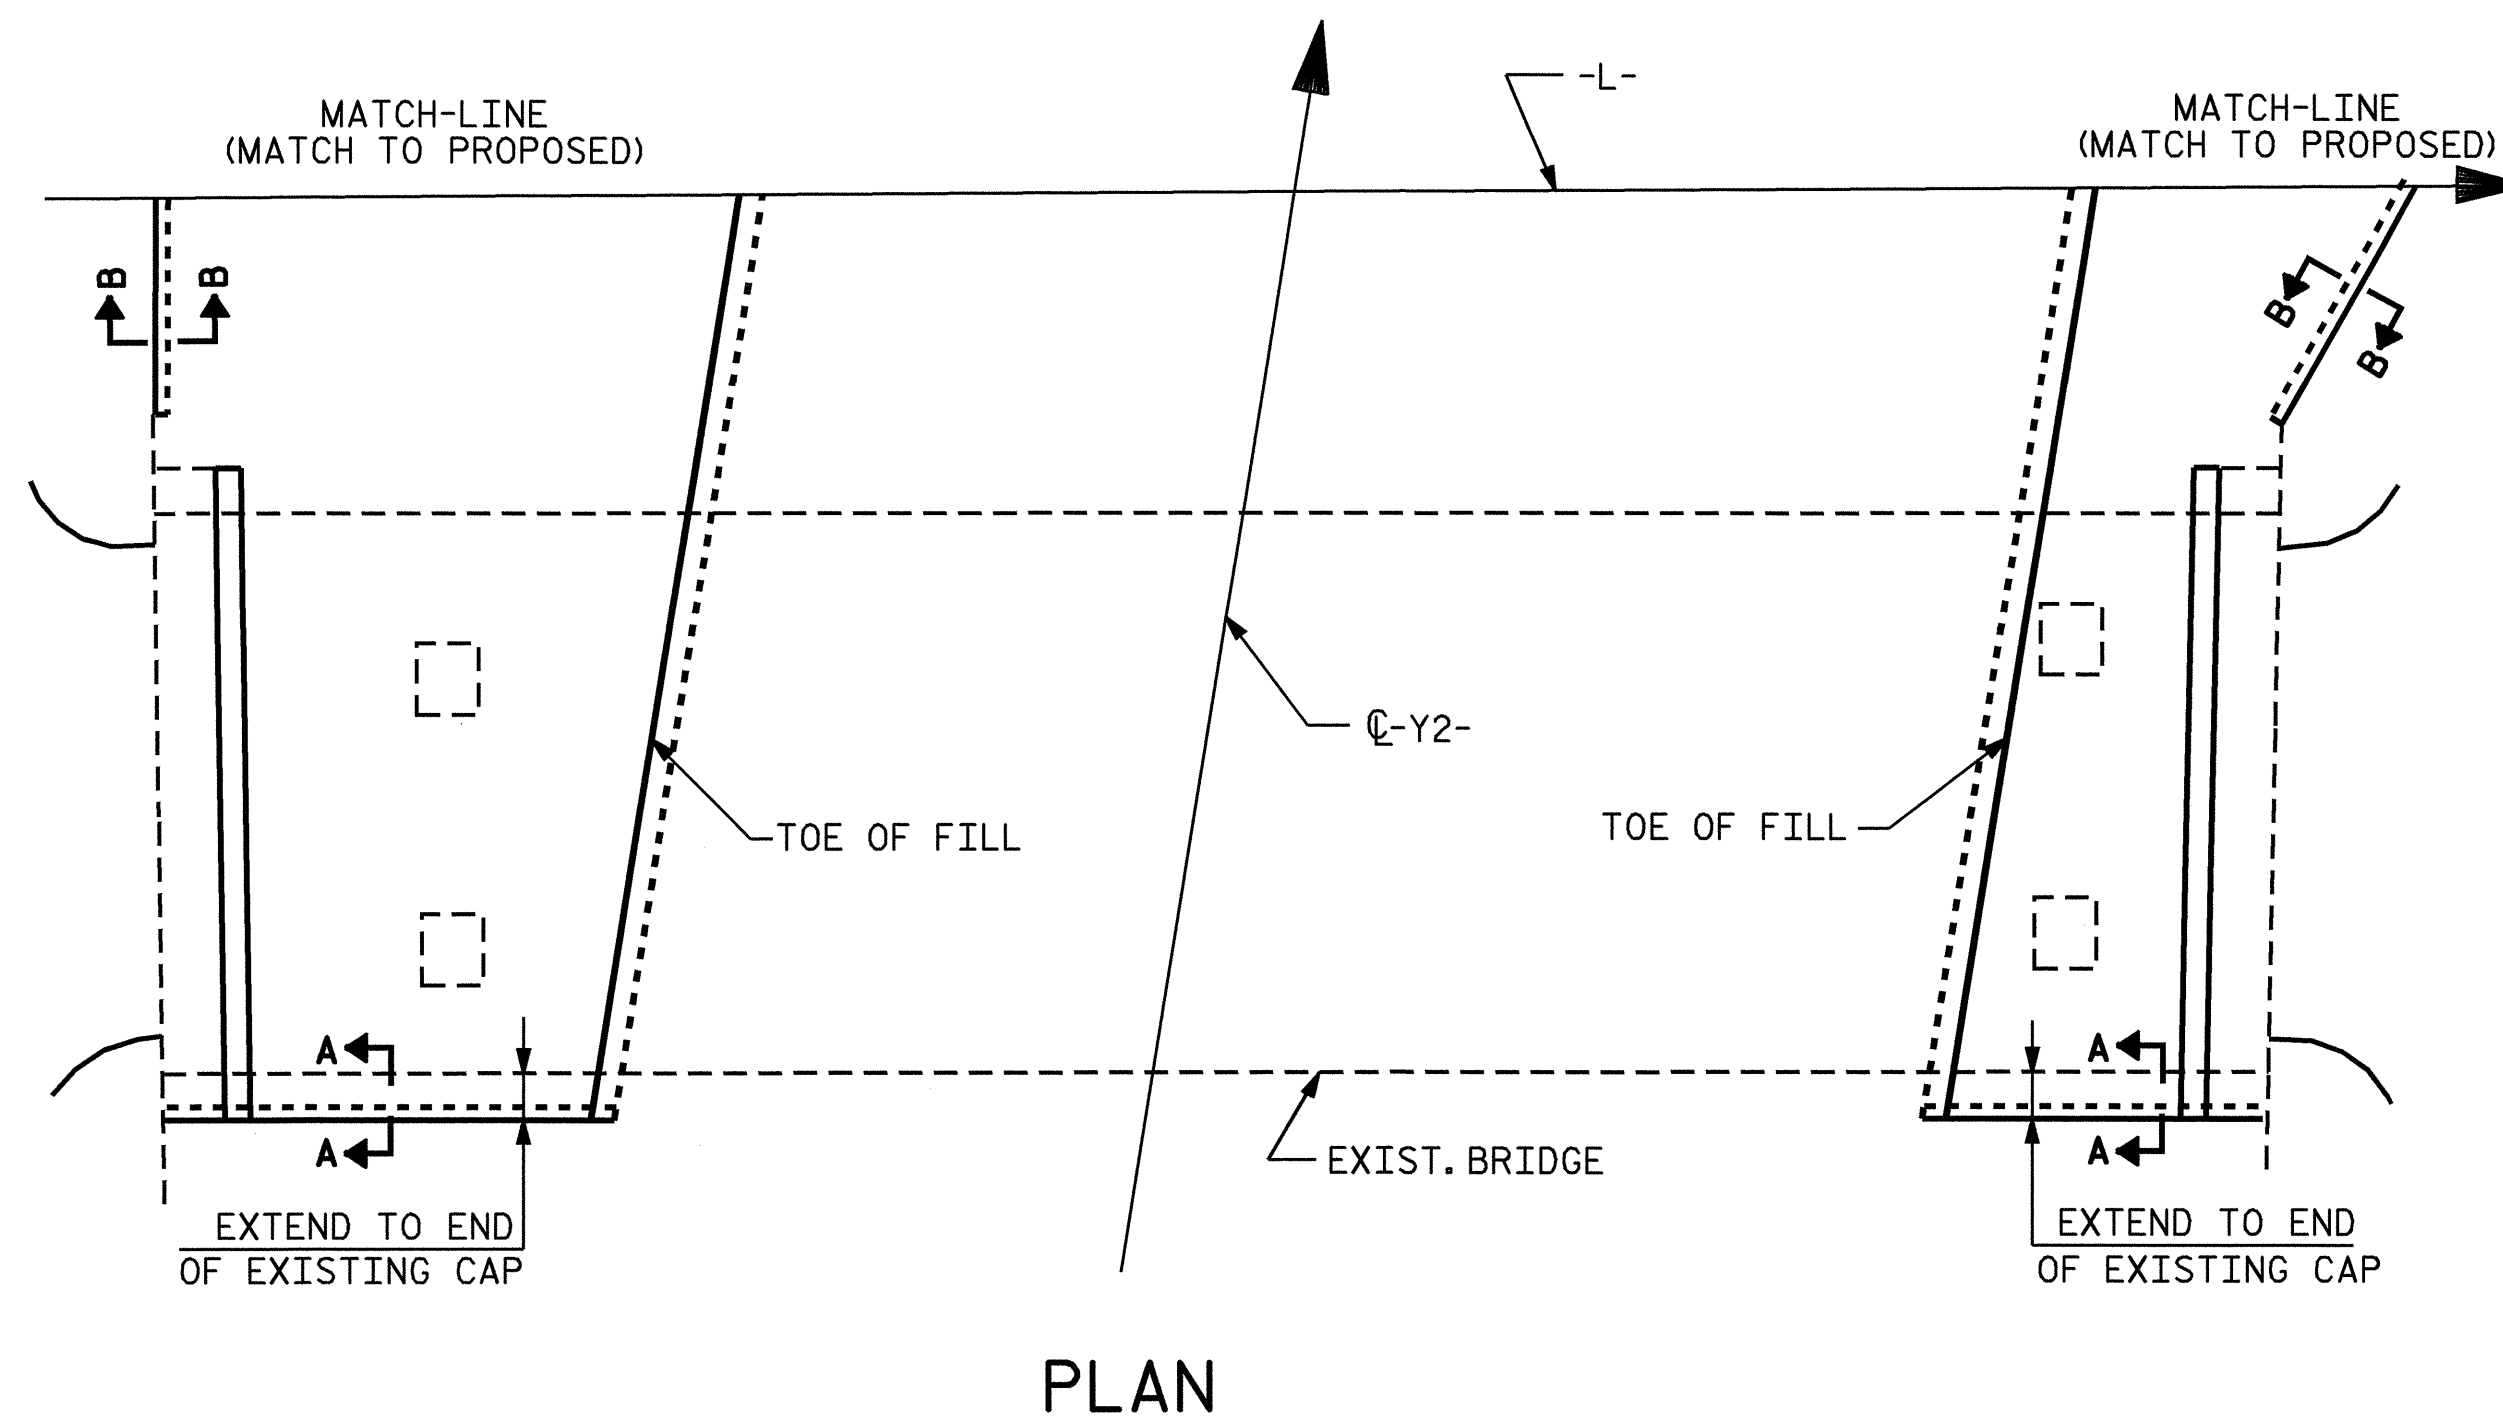 -L-
MATCH-LINE
(MATCH TO PROPOSED)
MATCH-LINE
(MATCH TO PROPOSED)
B
B
B
B
℄-Y2-
TOE OF FILL
TOE OF FILL
A
A
A
A
EXIST. BRIDGE
EXTEND TO END
OF EXISTING CAP
EXTEND TO END
OF EXISTING CAP
PLAN